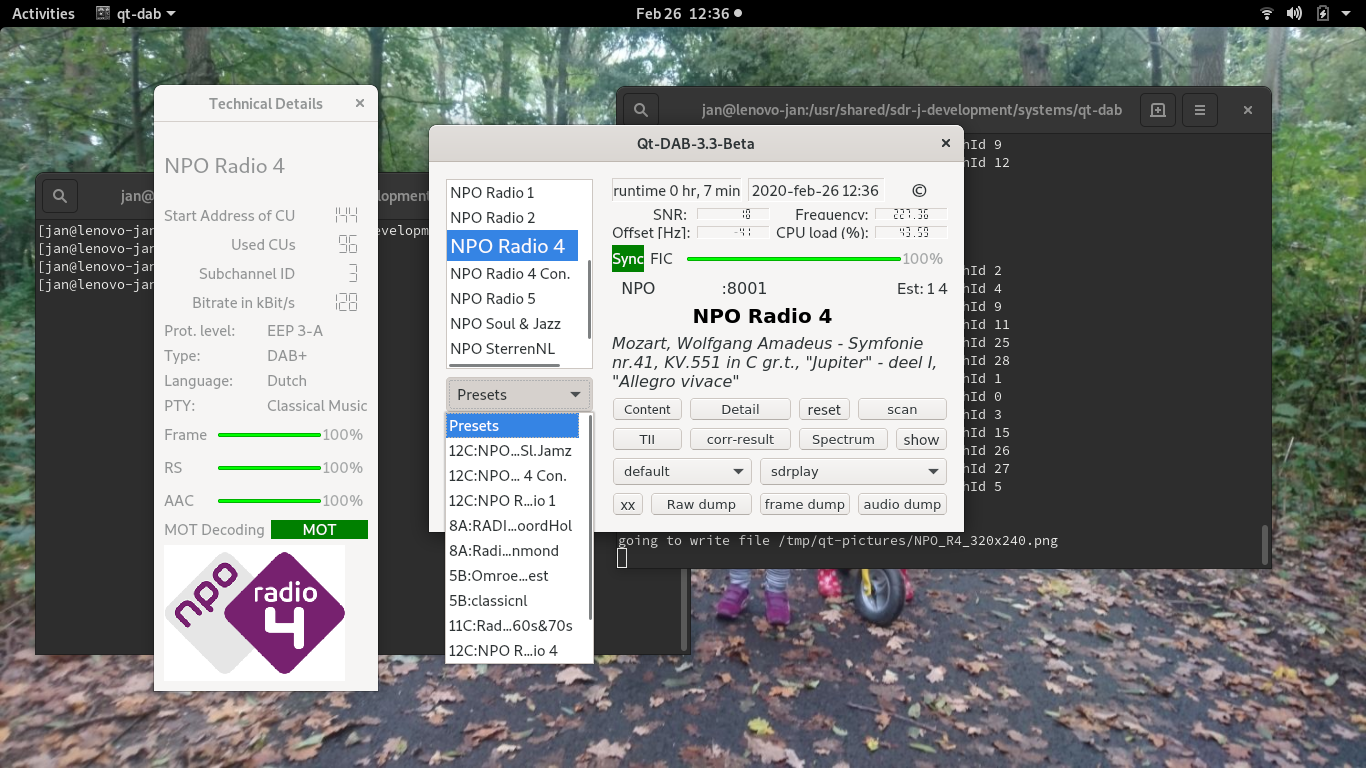 Activities
qt-dab
Feb 26 12:36
Technical Details
NPO Radio 4
Start Address of CU 144
Used CUs 96
Subchannel ID 3
Bitrate in kBit/s 128
Prot. level: EEP 3-A
Type: DAB+
Language: Dutch
PTY: Classical Music
Frame 100%
RS 100%
AAC 100%
MOT Decoding MOT
npo radio 4
jan@
[jan@lenovo-jan
[jan@lenovo-jan
[jan@lenovo-jan
[jan@lenovo-jan
lopment
evelopm
Qt-DAB-3.3-Beta
NPO Radio 1
NPO Radio 2
NPO Radio 4
NPO Radio 4 Con.
NPO Radio 5
NPO Soul & Jazz
NPO SterrenNL
Presets
Presets
12C:NPO...Sl.Jamz
12C:NPO... 4 Con.
12C:NPO R...io 1
8A:RADI...oordHol
8A:Radi...nmond
5B:Omroe...est
5B:classicnl
11C:Rad...60s&70s
12C:NPO R...io 4
runtime 0 hr, 7 min 2020-feb-26 12:36 ©
SNR: 18 Frequency: 227.36
Offset [Hz]: -41 CPU load (%): 43.59
Sync FIC 100%
NPO :8001 Est: 1 4
NPO Radio 4
Mozart, Wolfgang Amadeus - Symfonie
nr.41, KV.551 in C gr.t., "Jupiter" - deel I,
"Allegro vivace"
Content Detail reset scan
TII corr-result Spectrum show
default sdrplay
xx Raw dump frame dump audio dump
jan@lenovo-jan:/usr/shared/sdr-j-development/systems/qt-dab
nId 9
nId 12
nId 2
nId 4
nId 9
nId 11
nId 25
nId 28
nId 1
nId 0
nId 3
nId 15
nId 26
nId 27
nId 5
going to write file /tmp/qt-pictures/NPO_R4_320x240.png